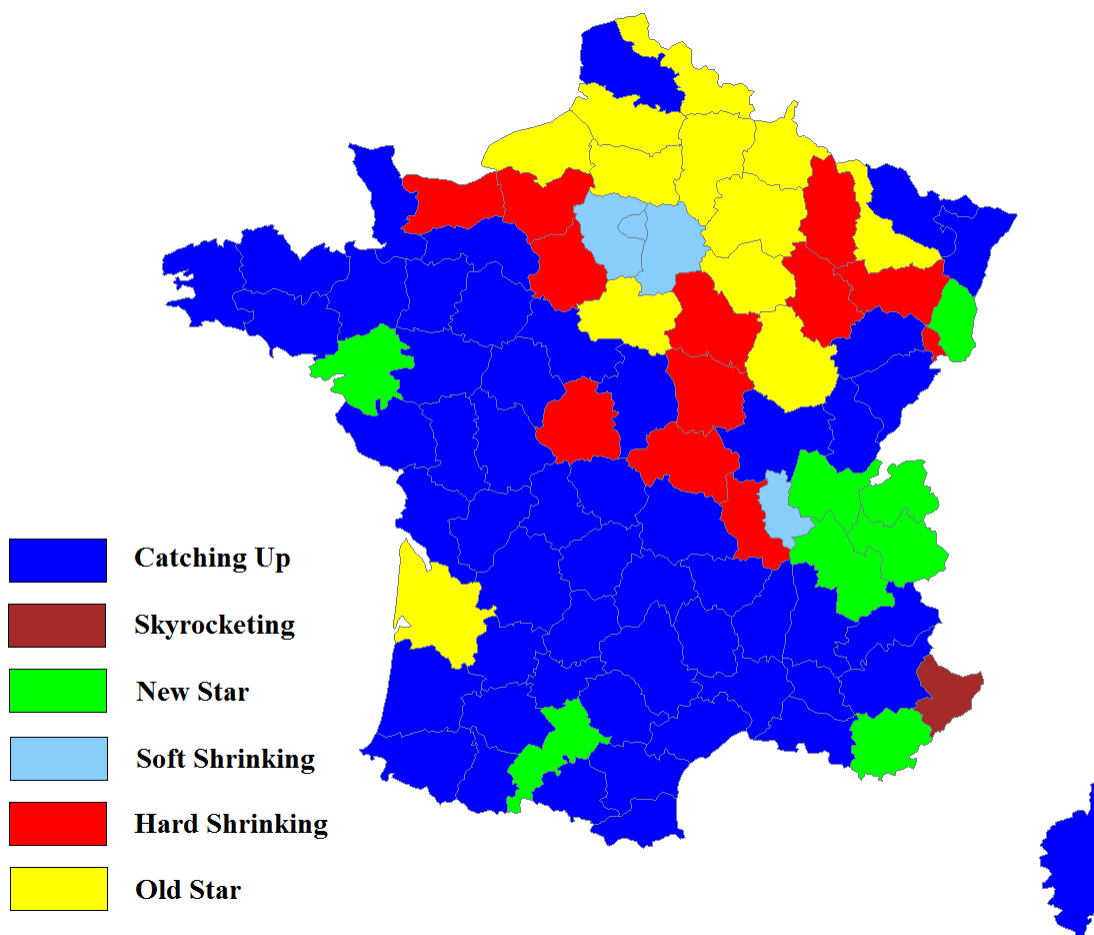 Catching Up
Skyrocketing
New Star
Soft Shrinking
Hard Shrinking
Old Star